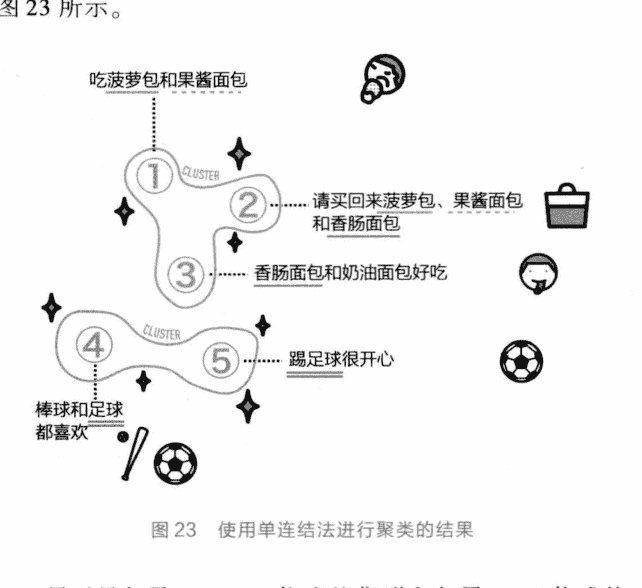 图 23 所示。
吃菠萝包和果酱面包
1
CLUSTER
2
请买回来菠萝包、果酱面包
和香肠面包
3
香肠面包和奶油面包好吃
CLUSTER
4
5
踢足球很开心
棒球和足球
都喜欢
图 23 使用单连结法进行聚类的结果